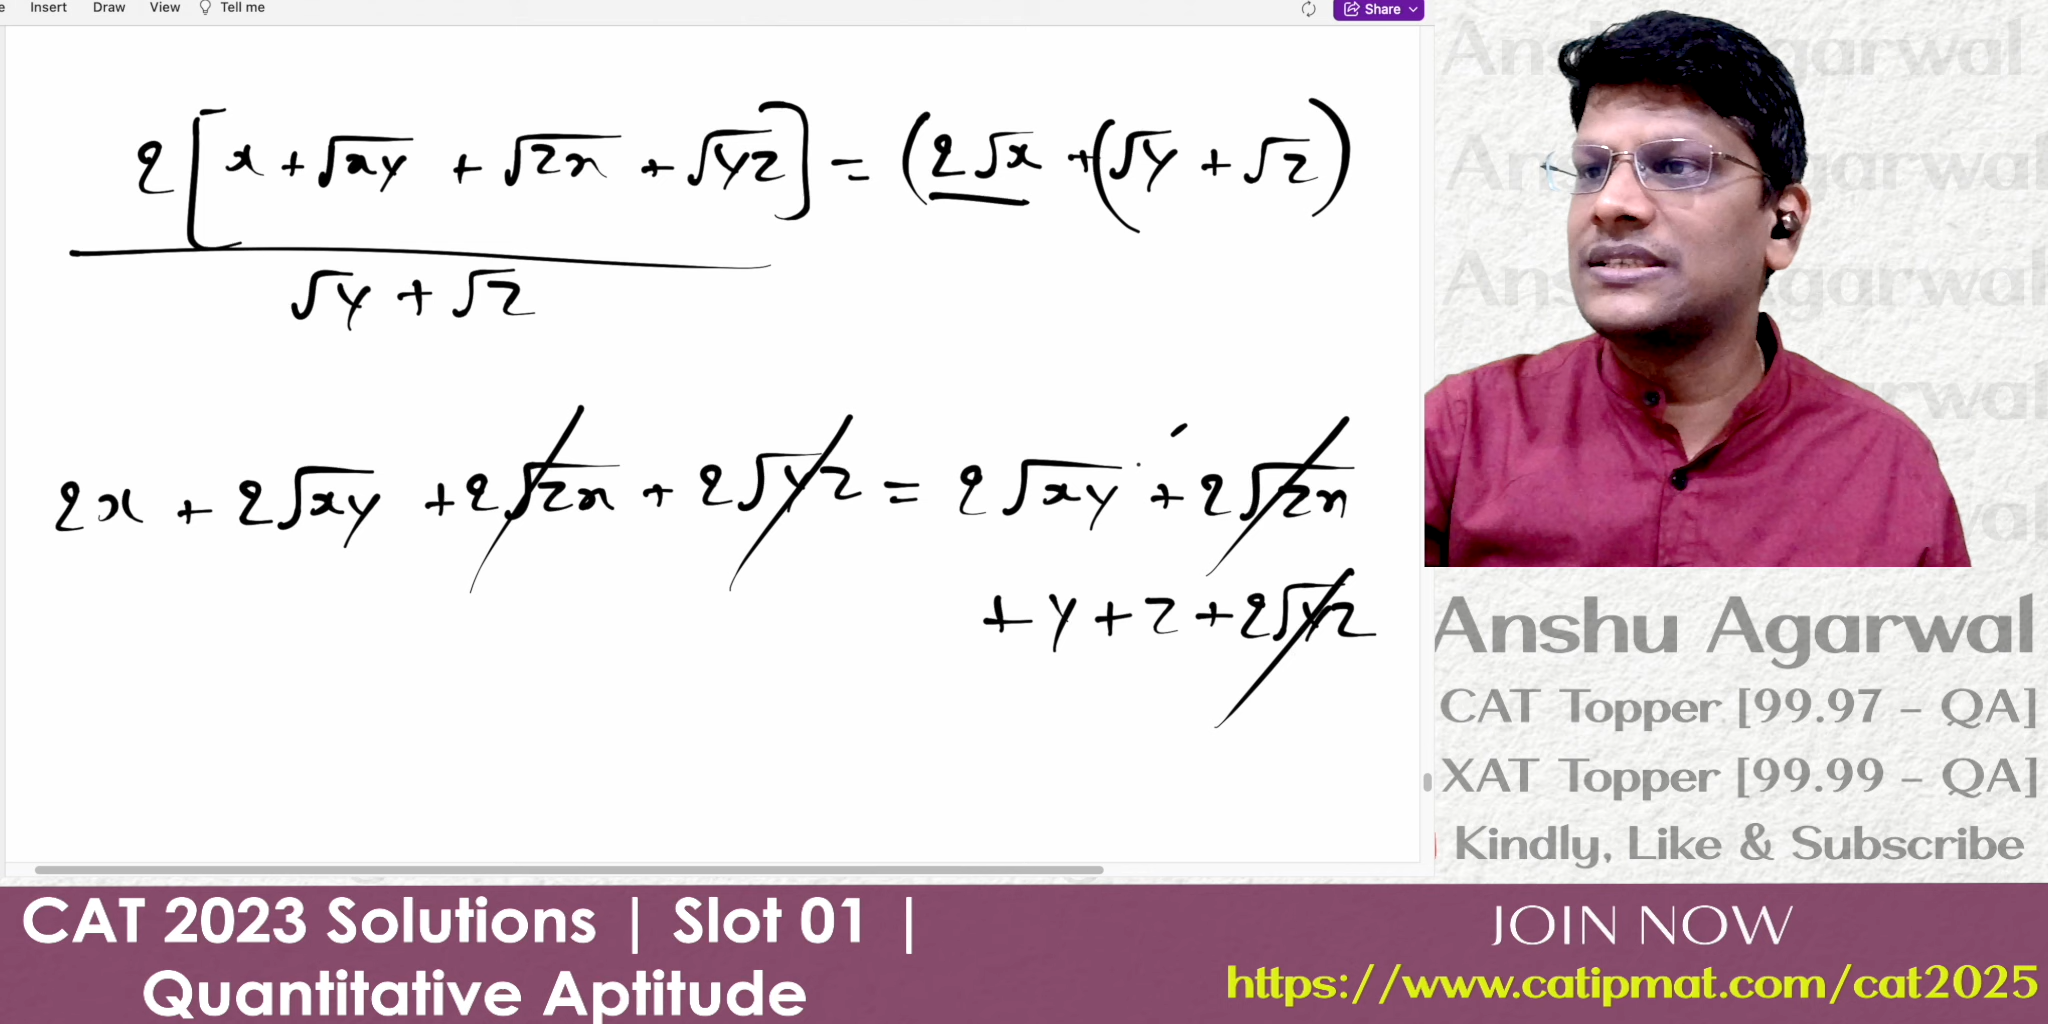 Insert Draw View Tell me
Share
2[x + √xy + √zx + √yz] = (2√x + (√y + √z)
√y + √z
2x + 2√xy + 2√zx + 2√yz = 2√xy + 2√zx
+ y + z + 2√yz
Anshu Agarwal
CAT Topper [99.97 – QA]
XAT Topper [99.99 – QA]
Kindly, Like & Subscribe
CAT 2023 Solutions | Slot 01 |
Quantitative Aptitude
JOIN NOW
https://www.catipmat.com/cat2025